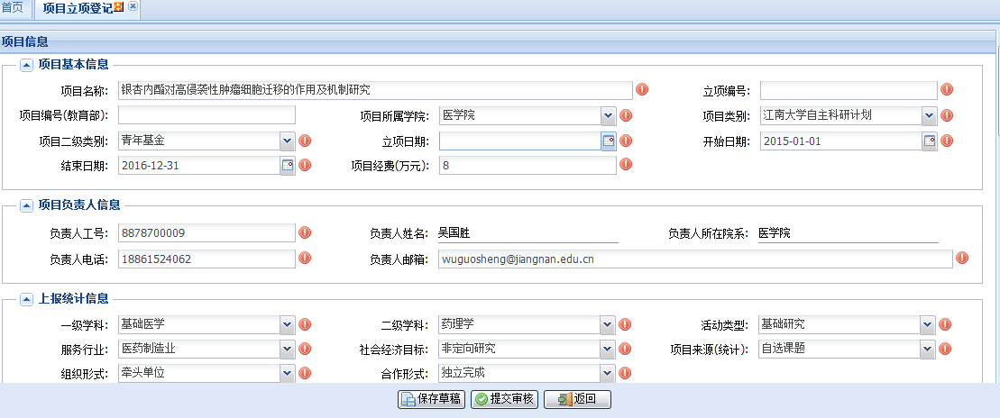 首页 项目立项登记
项目信息
项目基本信息
项目名称: 银杏内酯对高侵袭性肿瘤细胞迁移的作用及机制研究 立项编号:
项目编号(教育部): 项目所属学院: 医学院 项目类别: 江南大学自主科研计划
项目二级类别: 青年基金 立项日期: 开始日期: 2015-01-01
结束日期: 2016-12-31 项目经费(万元): 8
项目负责人信息
负责人工号: 8878700009 负责人姓名: 吴国胜 负责人所在院系: 医学院
负责人电话: 18861524062 负责人邮箱: wuguosheng@jiangnan.edu.cn
上报统计信息
一级学科: 基础医学 二级学科: 药理学 活动类型: 基础研究
服务行业: 医药制造业 社会经济目标: 非定向研究 项目来源(统计): 自选课题
组织形式: 牵头单位 合作形式: 独立完成
保存草稿 提交审核 返回